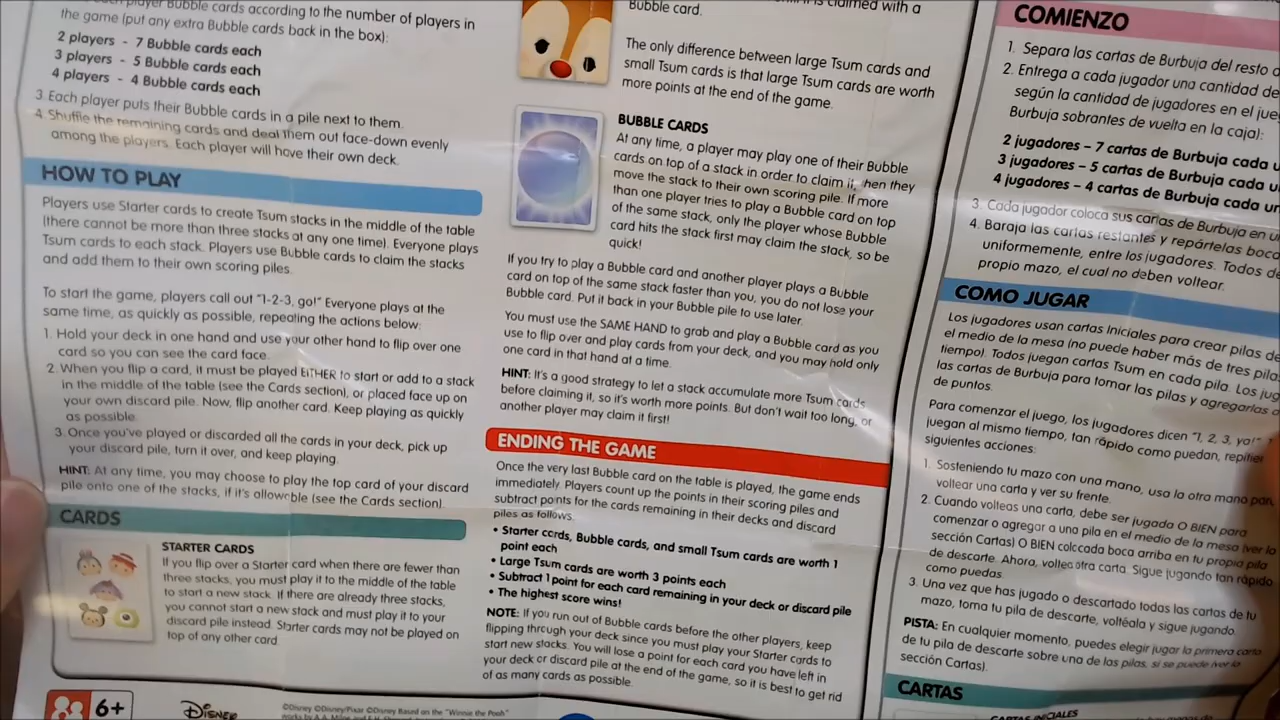 player Bubble cards according to the number of players in
the game (put any extra Bubble cards back in the box):
2 players - 7 Bubble cards each
3 players - 5 Bubble cards each
4 players - 4 Bubble cards each
3. Each player puts their Bubble cards in a pile next to them.
4. Shuffle the remaining cards and deal them out face-down evenly
among the players. Each player will have their own deck.
HOW TO PLAY
Players use Starter cards to create Tsum stacks in the middle of the table
(there cannot be more than three stacks at any one time). Everyone plays
Tsum cards to each stack. Players use Bubble cards to claim the stacks
and add them to their own scoring piles.
To start the game, players call out "1-2-3, go!" Everyone plays at the
same time, as quickly as possible, repeating the actions below:
1. Hold your deck in one hand and use your other hand to flip over one
card so you can see the card face.
2. When you flip a card, it must be played EITHER to start or add to a stack
in the middle of the table (see the Cards section), or placed face up on
your own discard pile. Now, flip another card. Keep playing as quickly
as possible.
3. Once you've played or discarded all the cards in your deck, pick up
your discard pile, turn it over, and keep playing.
HINT: At any time, you may choose to play the top card of your discard
pile onto one of the stacks, if it's allowable (see the Cards section).
CARDS
STARTER CARDS
If you flip over a Starter card when there are fewer than
three stacks, you must play it to the middle of the table
to start a new stack. If there are already three stacks,
you cannot start a new stack and must play it to your
discard pile instead. Starter cards may not be played on
top of any other card.
6+
Disney
©Disney ©Disney/Pixar ©Disney Based on the "Winnie the Pooh"
works by A.A. Milne and E.H. Shepard
is claimed with a
Bubble card.
The only difference between large Tsum cards and
small Tsum cards is that large Tsum cards are worth
more points at the end of the game.
BUBBLE CARDS
At any time, a player may play one of their Bubble
cards on top of a stack in order to claim it, then they
move the stack to their own scoring pile. If more
than one player tries to play a Bubble card on top
of the same stack, only the player whose Bubble
card hits the stack first may claim the stack, so be
quick!
If you try to play a Bubble card and another player plays a Bubble
card on top of the same stack faster than you, you do not lose your
Bubble card. Put it back in your Bubble pile to use later.
You must use the SAME HAND to grab and play a Bubble card as you
use to flip over and play cards from your deck, and you may hold only
one card in that hand at a time.
HINT: It's a good strategy to let a stack accumulate more Tsum cards
before claiming it, so it's worth more points. But don't wait too long, or
another player may claim it first!
ENDING THE GAME
Once the very last Bubble card on the table is played, the game ends
immediately. Players count up the points in their scoring piles and
subtract points for the cards remaining in their decks and discard
piles as follows:
• Starter cards, Bubble cards, and small Tsum cards are worth 1
point each
• Large Tsum cards are worth 3 points each
• Subtract 1 point for each card remaining in your deck or discard pile
• The highest score wins!
NOTE: If you run out of Bubble cards before the other players, keep
flipping through your deck since you must play your Starter cards to
start new stacks. You will lose a point for each card you have left in
your deck or discard pile at the end of the game, so it is best to get rid
of as many cards as possible.
COMIENZO
1. Separa las cartas de Burbuja del resto
2. Entrega a cada jugador una cantidad de
según la cantidad de jugadores en el
Burbuja sobrantes de vuelta en la caja):
2 jugadores – 7 cartas de Burbuja cada
3 jugadores – 5 cartas de Burbuja cada
4 jugadores – 4 cartas de Burbuja cada
3. Cada jugador coloca sus cartas de Burbuja en
4. Baraja las cartas restantes y repártelas
uniformemente, entre los jugadores. Todos
propio mazo, el cual no deben voltear.
COMO JUGAR
Los jugadores usan cartas Iniciales para crear pilas
el medio de la mesa (no puede haber más de tres
tiempo). Todos juegan cartas Tsum en cada pila. Los
las cartas de Burbuja para tomar las pilas y agregarlas
de puntos.
Para comenzar el juego, los jugadores dicen "1, 2, 3, ya!"
juegan al mismo tiempo, tan rápido como puedan,
siguientes acciones:
1. Sosteniendo tu mazo con una mano, usa la otra mano para
voltear una carta y ver su frente.
2. Cuando volteas una carta, debe ser jugada O BIEN para
comenzar o agregar a una pila en el medio de la mesa (ver la
sección Cartas) O BIEN colocada boca arriba en tu propia pila
de descarte. Ahora, voltea otra carta. Sigue jugando tan rápido
como puedas.
3. Una vez que has jugado o descartado todas las cartas de tu
mazo, toma tu pila de descarte, voltéala y sigue jugando.
PISTA: En cualquier momento, puedes elegir jugar la primera carta
de tu pila de descarte sobre una de las pilas, si se puede (ver la
sección Cartas).
CARTAS
CARTAS INICIALES